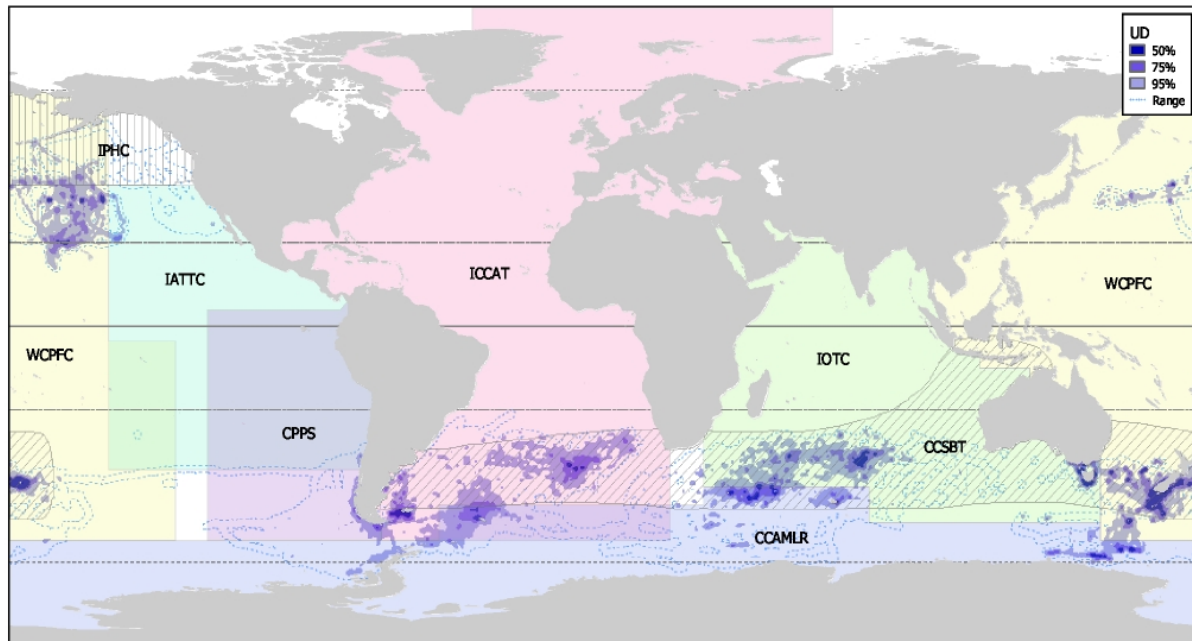 UD
50%
75%
95%
Range
IPHC
IATTC
ICCAT
WCPFC
WCPFC
IOTC
CPPS
CCSBT
CCAMLR